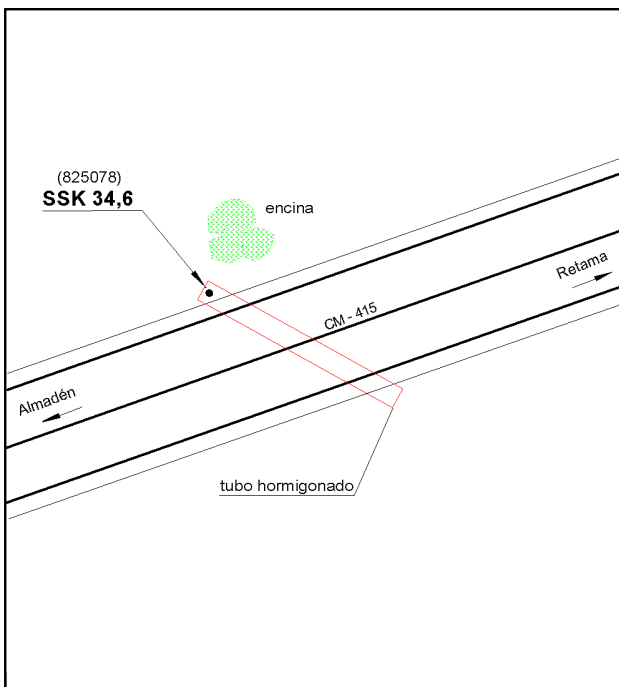 (825078)
SSK 34,6
encina
Retama
CM - 415
Almadén
tubo hormigonado